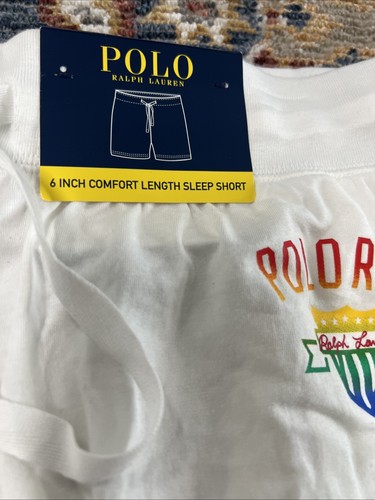 POLO
RALPH LAUREN
6 INCH COMFORT LENGTH SLEEP SHORT
POLO R
Ralph Lau